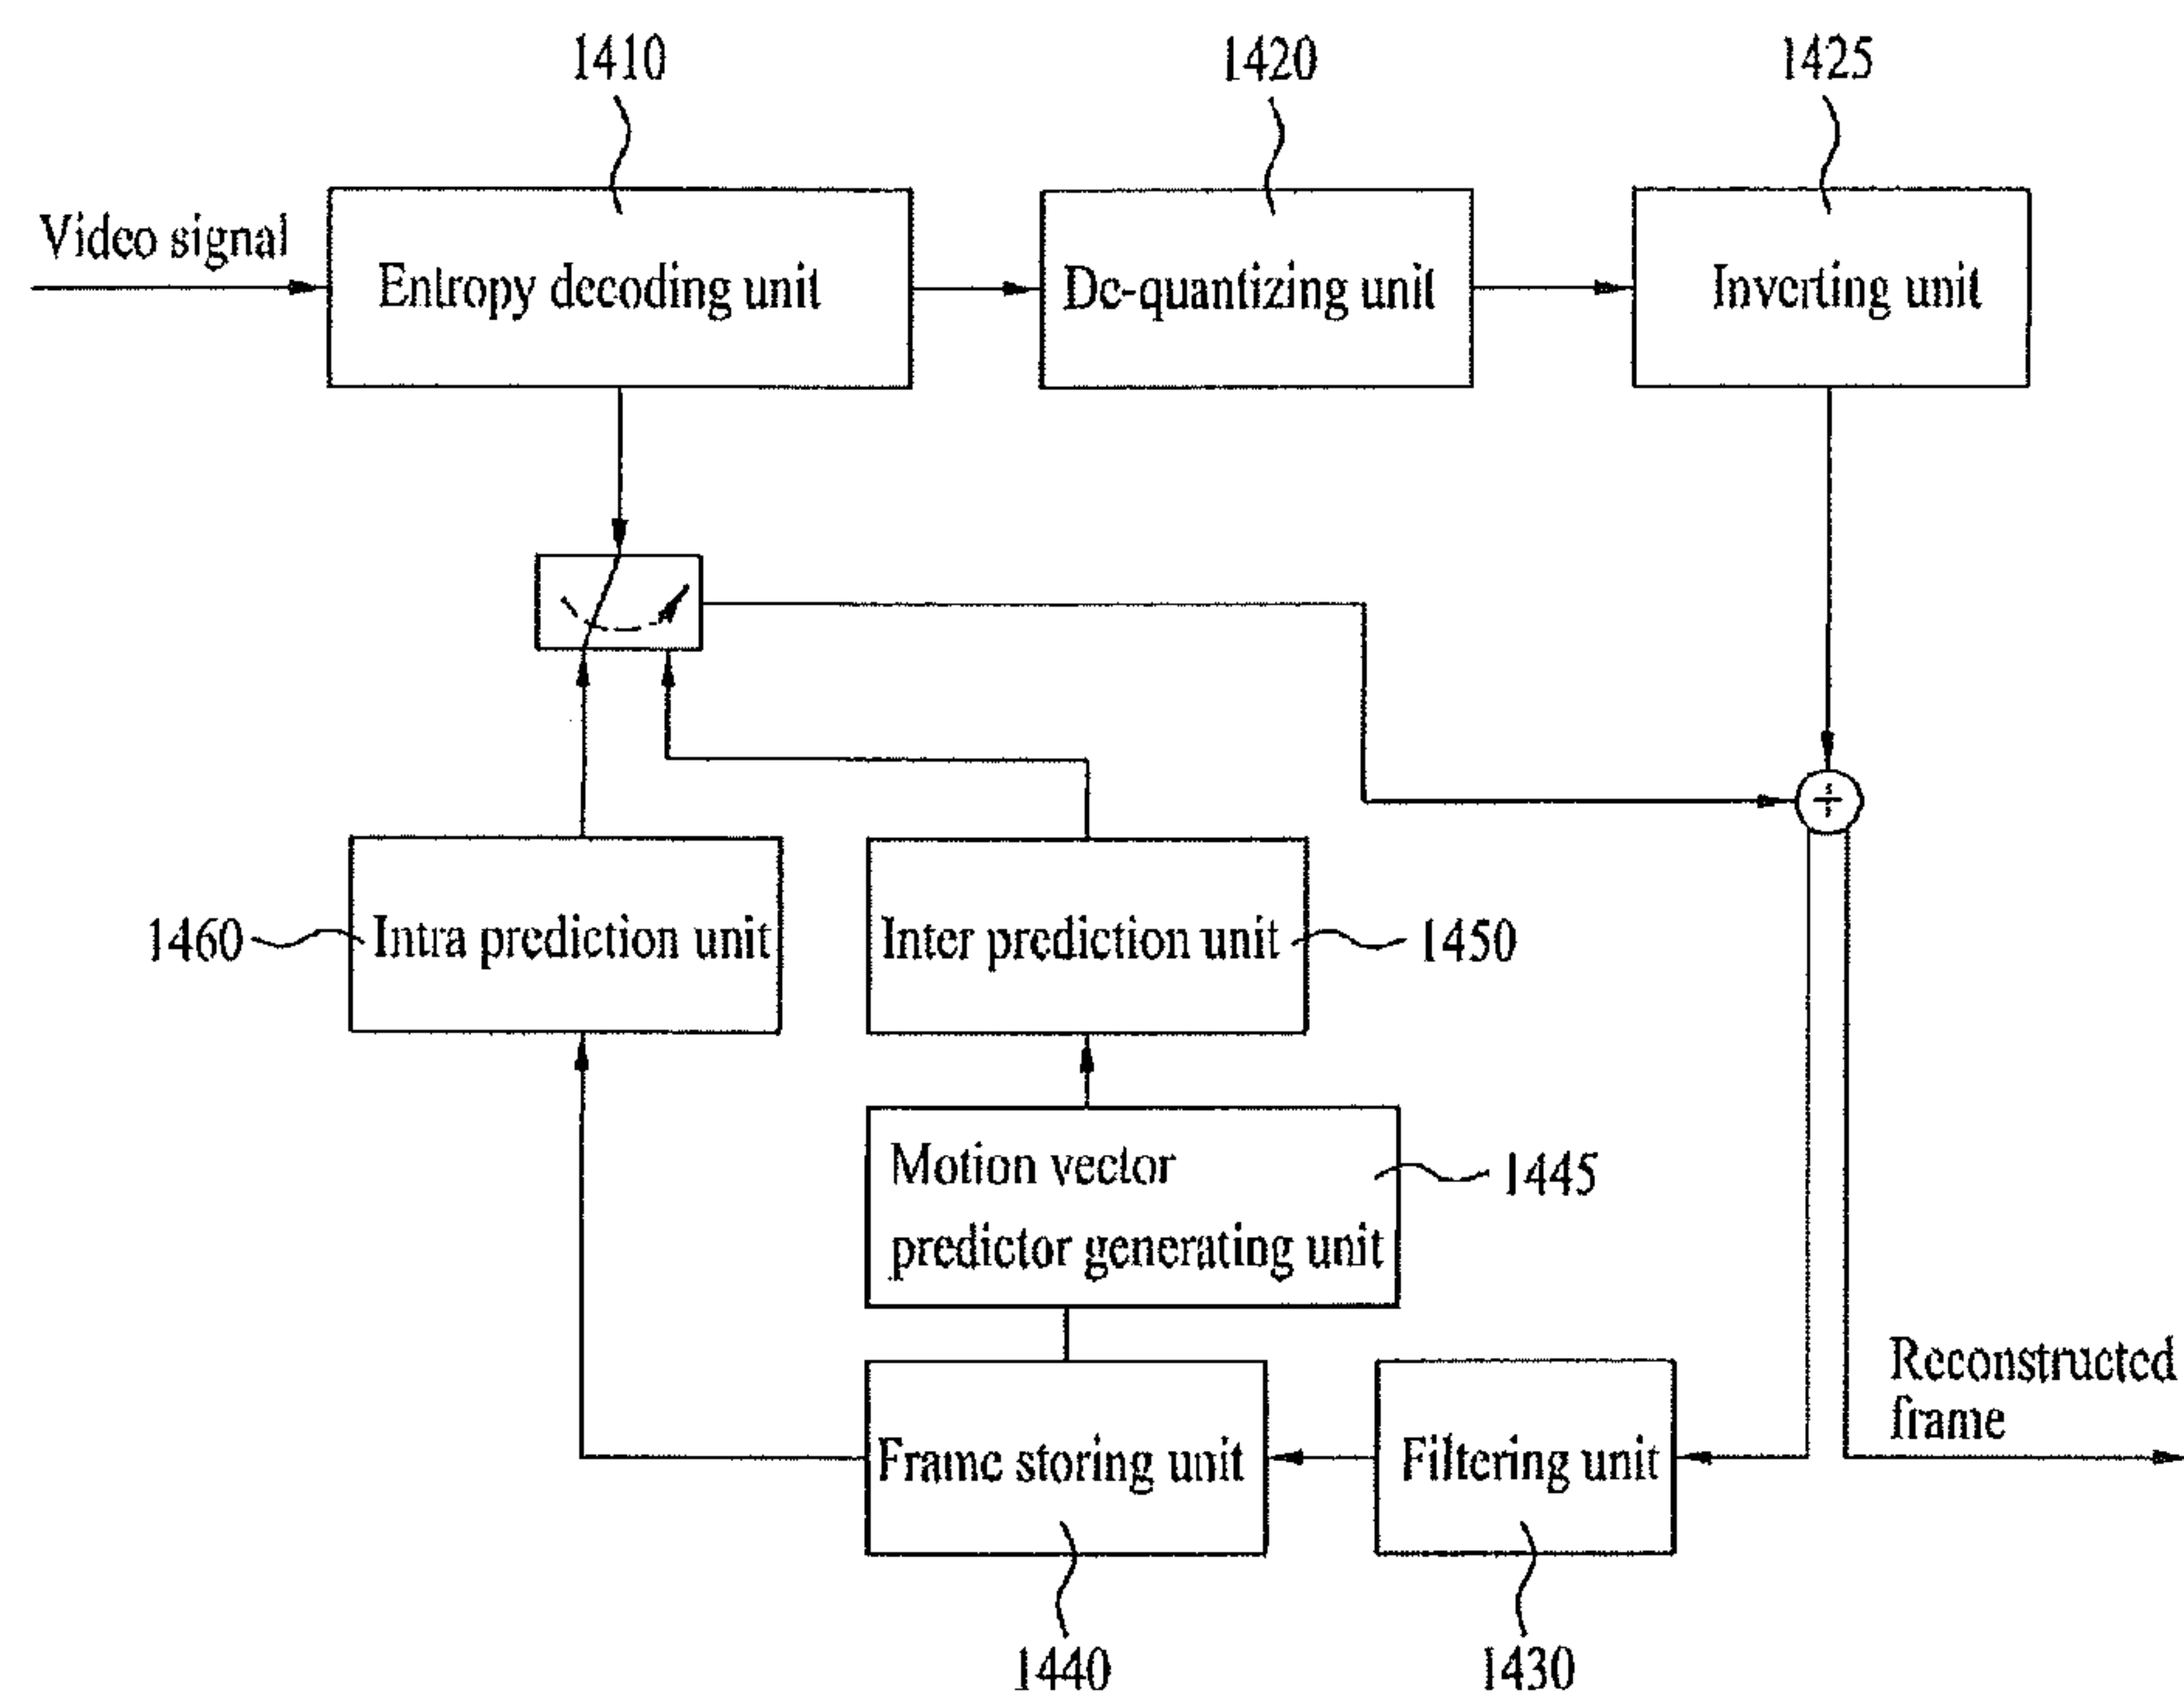 1410
1420
1425
Video signal
Entropy decoding unit
De-quantizing unit
Inverting unit
+
1460
Intra prediction unit
Inter prediction unit
1450
Motion vector
predictor generating unit
1445
Reconstructed
frame
Frame storing unit
Filtering unit
1440
1430